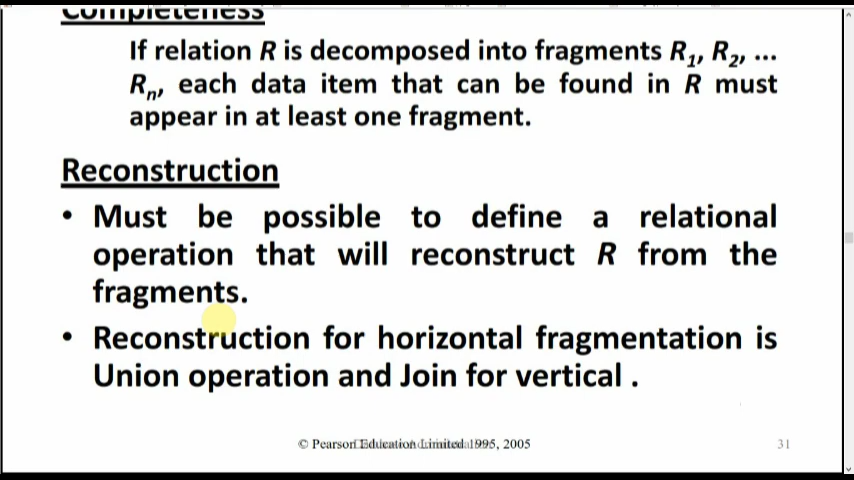 Completeness
If relation R is decomposed into fragments R1, R2, ...
Rn, each data item that can be found in R must
appear in at least one fragment.
Reconstruction
• Must be possible to define a relational
operation that will reconstruct R from the
fragments.
• Reconstruction for horizontal fragmentation is
Union operation and Join for vertical .
© Pearson Education Limited 1995, 2005
31